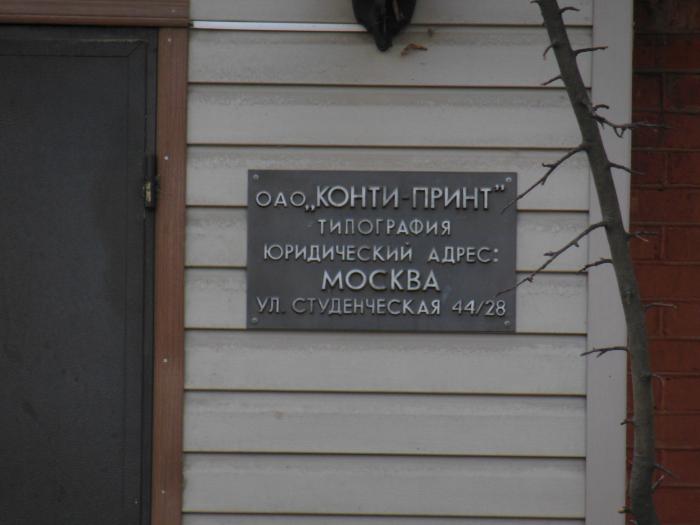 ОАО „КОНТИ-ПРИНТ"
ТИПОГРАФИЯ
ЮРИДИЧЕСКИЙ АДРЕС:
МОСКВА
УЛ. СТУДЕНЧЕСКАЯ 44/28